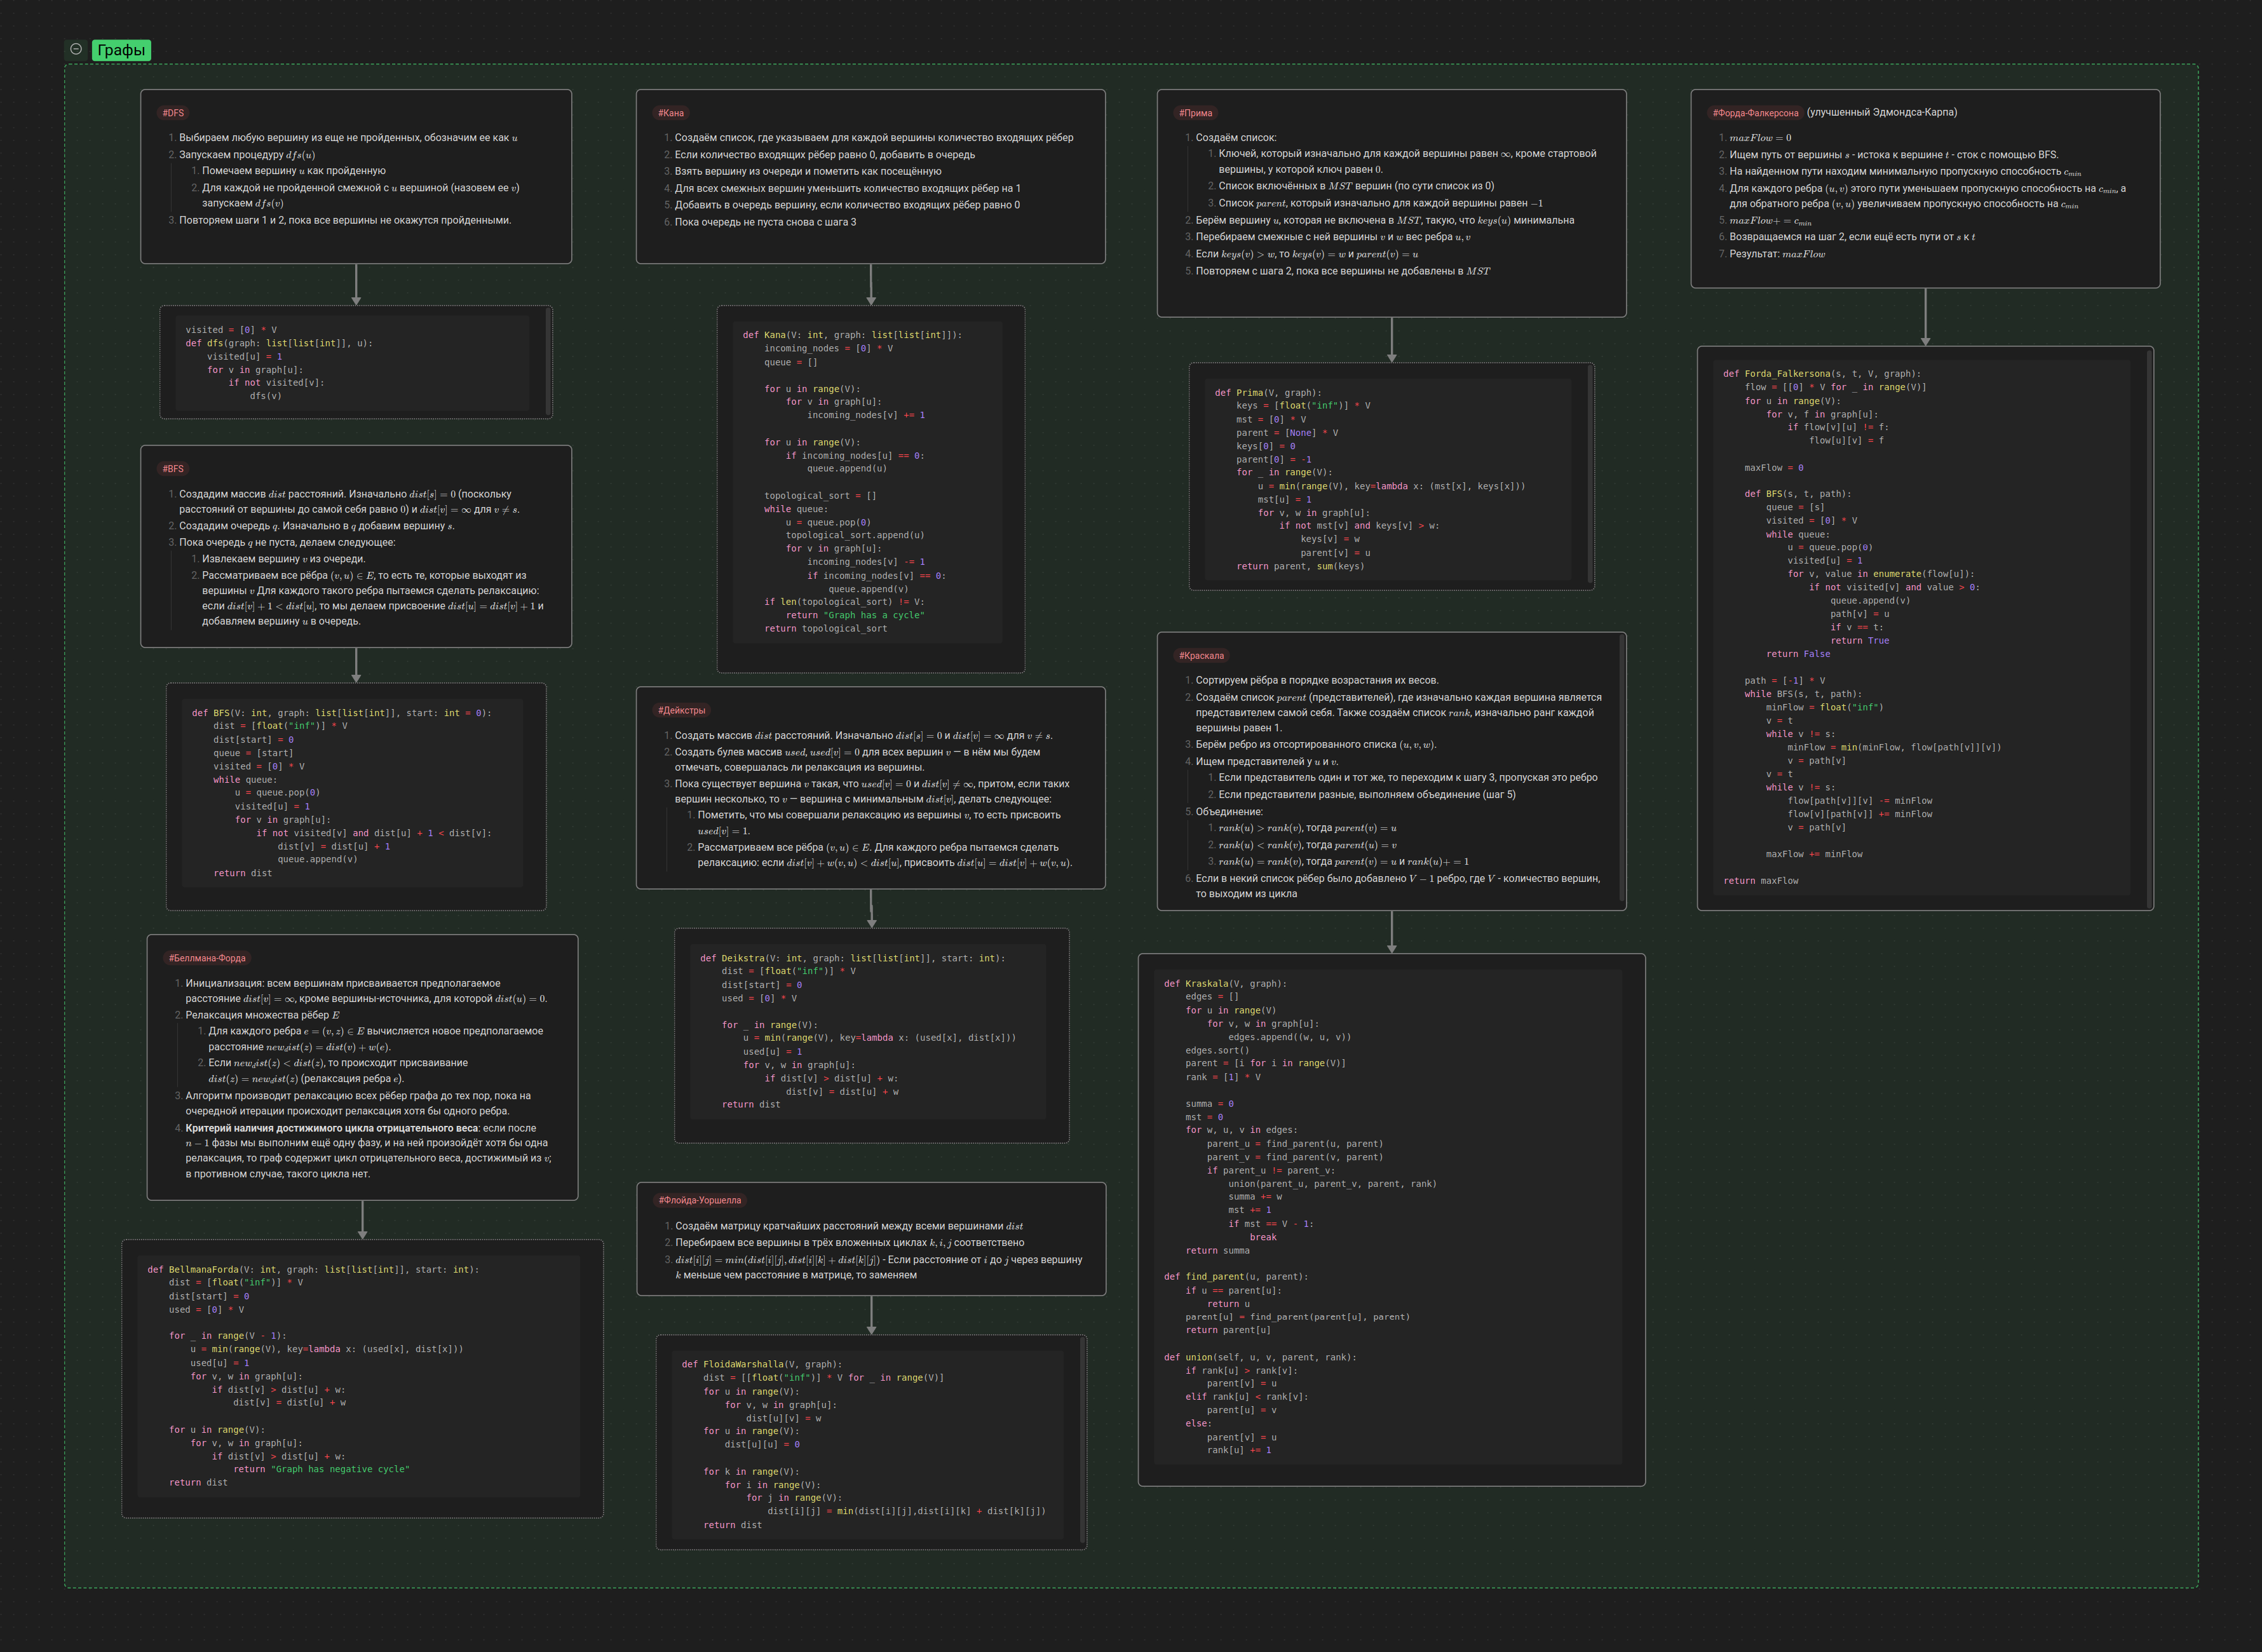 Графы
#DFS
1. Выбираем любую вершину из еще не пройденных, обозначим ее как u
2. Запускаем процедуру dfs(u)
1. Помечаем вершину u как пройденную
2. Для каждой не пройденной смежной с u вершиной (назовем ее v)
запускаем dfs(v)
3. Повторяем шаги 1 и 2, пока все вершины не окажутся пройденными.
visited = [0] * V
def dfs(graph: list[list[int]], u):
    visited[u] = 1
    for v in graph[u]:
        if not visited[v]:
            dfs(v)
#BFS
1. Создадим массив dist расстояний. Изначально dist[s] = 0 (поскольку
расстояний от вершины до самой себя равно 0) и dist[v] = ∞ для v ≠ s.
2. Создадим очередь q. Изначально в q добавим вершину s.
3. Пока очередь q не пуста, делаем следующее:
1. Извлекаем вершину v из очереди.
2. Рассматриваем все рёбра (v, u) ∈ E, то есть те, которые выходят из
вершины v Для каждого такого ребра пытаемся сделать релаксацию:
если dist[v] + 1 < dist[u], то мы делаем присвоение dist[u] = dist[v] + 1 и
добавляем вершину u в очередь.
def BFS(V: int, graph: list[list[int]], start: int = 0):
    dist = [float("inf")] * V
    dist[start] = 0
    queue = [start]
    visited = [0] * V
    while queue:
        u = queue.pop(0)
        visited[u] = 1
        for v in graph[u]:
            if not visited[v] and dist[u] + 1 < dist[v]:
                dist[v] = dist[u] + 1
                queue.append(v)
    return dist
#Беллмана-Форда
1. Инициализация: всем вершинам присваивается предполагаемое
расстояние dist[v] = ∞, кроме вершины-источника, для которой dist(u) = 0.
2. Релаксация множества рёбер E
1. Для каждого ребра e = (v, z) ∈ E вычисляется новое предполагаемое
расстояние new_dist(z) = dist(v) + w(e).
2. Если new_dist(z) < dist(z), то происходит присваивание
dist(z) = new_dist(z) (релаксация ребра e).
3. Алгоритм производит релаксацию всех рёбер графа до тех пор, пока на
очередной итерации происходит релаксация хотя бы одного ребра.
4. Критерий наличия достижимого цикла отрицательного веса: если после
n − 1 фазы мы выполним ещё одну фазу, и на ней произойдёт хотя бы одна
релаксация, то граф содержит цикл отрицательного веса, достижимый из v;
в противном случае, такого цикла нет.
def BellmanaForda(V: int, graph: list[list[int]], start: int):
    dist = [float("inf")] * V
    dist[start] = 0
    used = [0] * V
    for _ in range(V - 1):
        u = min(range(V), key=lambda x: (used[x], dist[x]))
        used[u] = 1
        for v, w in graph[u]:
            if dist[v] > dist[u] + w:
                dist[v] = dist[u] + w
    for u in range(V):
        for v, w in graph[u]:
            if dist[v] > dist[u] + w:
                return "Graph has negative cycle"
    return dist
#Кана
1. Создаём список, где указываем для каждой вершины количество входящих рёбер
2. Если количество входящих рёбер равно 0, добавить в очередь
3. Взять вершину из очереди и пометить как посещённую
4. Для всех смежных вершин уменьшить количество входящих рёбер на 1
5. Добавить в очередь вершину, если количество входящих рёбер равно 0
6. Пока очередь не пуста снова с шага 3
def Kana(V: int, graph: list[list[int]]):
    incoming_nodes = [0] * V
    queue = []
    for u in range(V):
        for v in graph[u]:
            incoming_nodes[v] += 1
    for u in range(V):
        if incoming_nodes[u] == 0:
            queue.append(u)
    topological_sort = []
    while queue:
        u = queue.pop(0)
        topological_sort.append(u)
        for v in graph[u]:
            incoming_nodes[v] -= 1
            if incoming_nodes[v] == 0:
                queue.append(v)
    if len(topological_sort) != V:
        return "Graph has a cycle"
    return topological_sort
#Дейкстры
1. Создать массив dist расстояний. Изначально dist[s] = 0 и dist[v] = ∞ для v ≠ s.
2. Создать булев массив used, used[v] = 0 для всех вершин v — в нём мы будем
отмечать, совершалась ли релаксация из вершины.
3. Пока существует вершина v такая, что used[v] = 0 и dist[v] ≠ ∞, притом, если таких
вершин несколько, то v — вершина с минимальным dist[v], делать следующее:
1. Пометить, что мы совершали релаксацию из вершины v, то есть присвоить
used[v] = 1.
2. Рассматриваем все рёбра (v, u) ∈ E. Для каждого ребра пытаемся сделать
релаксацию: если dist[v] + w(v, u) < dist[u], присвоить dist[u] = dist[v] + w(v, u).
def Deikstra(V: int, graph: list[list[int]], start: int):
    dist = [float("inf")] * V
    dist[start] = 0
    used = [0] * V
    for _ in range(V):
        u = min(range(V), key=lambda x: (used[x], dist[x]))
        used[u] = 1
        for v, w in graph[u]:
            if dist[v] > dist[u] + w:
                dist[v] = dist[u] + w
    return dist
#Флойда-Уоршелла
1. Создаём матрицу кратчайших расстояний между всеми вершинами dist
2. Перебираем все вершины в трёх вложенных циклах k, i, j соответствено
3. dist[i][j] = min(dist[i][j], dist[i][k] + dist[k][j]) - Если расстояние от i до j через вершину
k меньше чем расстояние в матрице, то заменяем
def FloidaWarshalla(V, graph):
    dist = [[float("inf")] * V for _ in range(V)]
    for u in range(V):
        for v, w in graph[u]:
            dist[u][v] = w
    for u in range(V):
        dist[u][u] = 0
    for k in range(V):
        for i in range(V):
            for j in range(V):
                dist[i][j] = min(dist[i][j],dist[i][k] + dist[k][j])
    return dist
#Прима
1. Создаём список:
1. Ключей, который изначально для каждой вершины равен ∞, кроме стартовой
вершины, у которой ключ равен 0.
2. Список включённых в MST вершин (по сути список из 0)
3. Список parent, который изначально для каждой вершины равен −1
2. Берём вершину u, которая не включена в MST, такую, что keys(u) минимальна
3. Перебираем смежные с ней вершины v и w вес ребра u, v
4. Если keys(v) > w, то keys(v) = w и parent(v) = u
5. Повторяем с шага 2, пока все вершины не добавлены в MST
def Prima(V, graph):
    keys = [float("inf")] * V
    mst = [0] * V
    parent = [None] * V
    keys[0] = 0
    parent[0] = -1
    for _ in range(V):
        u = min(range(V), key=lambda x: (mst[x], keys[x]))
        mst[u] = 1
        for v, w in graph[u]:
            if not mst[v] and keys[v] > w:
                keys[v] = w
                parent[v] = u
    return parent, sum(keys)
#Краскала
1. Сортируем рёбра в порядке возрастания их весов.
2. Создаём список parent (представителей), где изначально каждая вершина является
представителем самой себя. Также создаём список rank, изначально ранг каждой
вершины равен 1.
3. Берём ребро из отсортированного списка (u, v, w).
4. Ищем представителей у u и v.
1. Если представитель один и тот же, то переходим к шагу 3, пропуская это ребро
2. Если представители разные, выполняем объединение (шаг 5)
5. Объединение:
1. rank(u) > rank(v), тогда parent(v) = u
2. rank(u) < rank(v), тогда parent(u) = v
3. rank(u) = rank(v), тогда parent(v) = u и rank(u)+ = 1
6. Если в некий список рёбер было добавлено V − 1 ребро, где V - количество вершин,
то выходим из цикла
def Kraskala(V, graph):
    edges = []
    for u in range(V)
        for v, w in graph[u]:
            edges.append((w, u, v))
    edges.sort()
    parent = [i for i in range(V)]
    rank = [1] * V
    summa = 0
    mst = 0
    for w, u, v in edges:
        parent_u = find_parent(u, parent)
        parent_v = find_parent(v, parent)
        if parent_u != parent_v:
            union(parent_u, parent_v, parent, rank)
            summa += w
            mst += 1
            if mst == V - 1:
                break
    return summa
def find_parent(u, parent):
    if u == parent[u]:
        return u
    parent[u] = find_parent(parent[u], parent)
    return parent[u]
def union(self, u, v, parent, rank):
    if rank[u] > rank[v]:
        parent[v] = u
    elif rank[u] < rank[v]:
        parent[u] = v
    else:
        parent[v] = u
        rank[u] += 1
#Форда-Фалкерсона (улучшенный Эдмондса-Карпа)
1. maxFlow = 0
2. Ищем путь от вершины s - истока к вершине t - сток с помощью BFS.
3. На найденном пути находим минимальную пропускную способность c_min
4. Для каждого ребра (u, v) этого пути уменьшаем пропускную способность на c_min, а
для обратного ребра (v, u) увеличиваем пропускную способность на c_min
5. maxFlow+ = c_min
6. Возвращаемся на шаг 2, если ещё есть пути от s к t
7. Результат: maxFlow
def Forda_Falkersona(s, t, V, graph):
    flow = [[0] * V for _ in range(V)]
    for u in range(V):
        for v, f in graph[u]:
            if flow[v][u] != f:
                flow[u][v] = f
    maxFlow = 0
    def BFS(s, t, path):
        queue = [s]
        visited = [0] * V
        while queue:
            u = queue.pop(0)
            visited[u] = 1
            for v, value in enumerate(flow[u]):
                if not visited[v] and value > 0:
                    queue.append(v)
                    path[v] = u
                    if v == t:
                    return True
        return False
    path = [-1] * V
    while BFS(s, t, path):
        minFlow = float("inf")
        v = t
        while v != s:
            minFlow = min(minFlow, flow[path[v]][v])
            v = path[v]
        v = t
        while v != s:
            flow[path[v]][v] -= minFlow
            flow[v][path[v]] += minFlow
            v = path[v]
        maxFlow += minFlow
return maxFlow